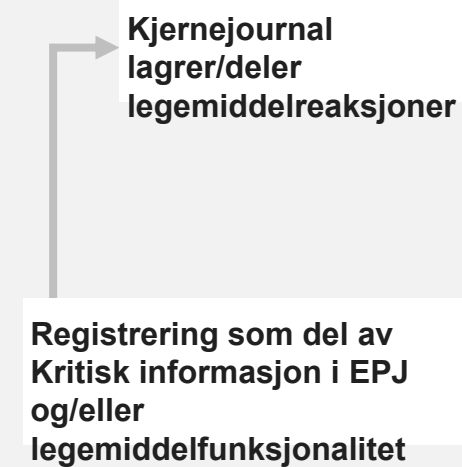 Kjernejournal
lagrer/deler
legemiddelreaksjoner
Registrering som del av
Kritisk informasjon i EPJ
og/eller
legemiddelfunksjonalitet